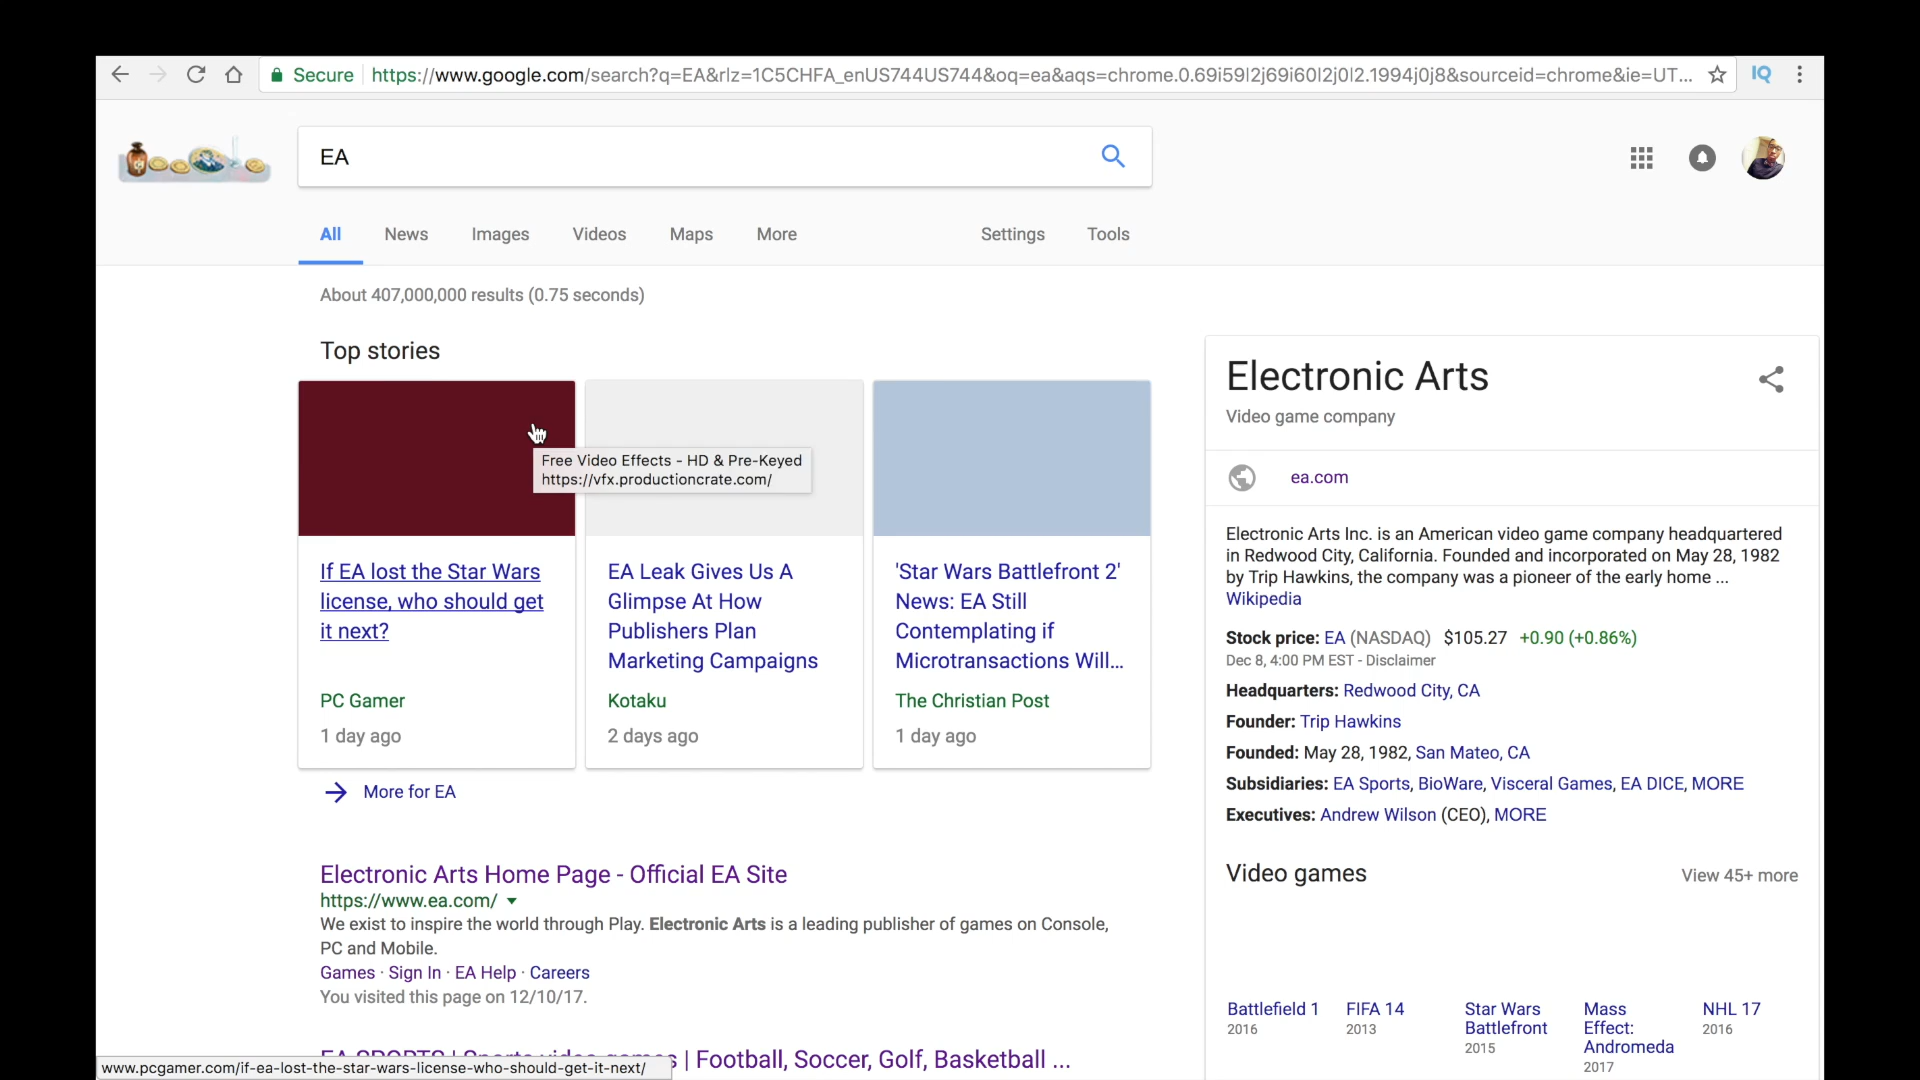 Secure https://www.google.com/search?q=EA&rlz=1C5CHFA_enUS744US744&oq=ea&aqs=chrome.0.69i59l2j69i60l2j0l2.1994j0j8&sourceid=chrome&ie=UT... IQ
EA
All News Images Videos Maps More Settings Tools
About 407,000,000 results (0.75 seconds)
Top stories
Free Video Effects - HD & Pre-Keyed
https://vfx.productioncrate.com/
If EA lost the Star Wars
license, who should get
it next?
PC Gamer
1 day ago
EA Leak Gives Us A
Glimpse At How
Publishers Plan
Marketing Campaigns
Kotaku
2 days ago
'Star Wars Battlefront 2'
News: EA Still
Contemplating if
Microtransactions Will...
The Christian Post
1 day ago
More for EA
Electronic Arts Home Page - Official EA Site
https://www.ea.com/
We exist to inspire the world through Play. Electronic Arts is a leading publisher of games on Console,
PC and Mobile.
Games · Sign In · EA Help · Careers
You visited this page on 12/10/17.
EA SPORTS | Sports video games | Football, Soccer, Golf, Basketball ...
www.pcgamer.com/if-ea-lost-the-star-wars-license-who-should-get-it-next/
Electronic Arts
Video game company
ea.com
Electronic Arts Inc. is an American video game company headquartered
in Redwood City, California. Founded and incorporated on May 28, 1982
by Trip Hawkins, the company was a pioneer of the early home ...
Wikipedia
Stock price: EA (NASDAQ) $105.27 +0.90 (+0.86%)
Dec 8, 4:00 PM EST - Disclaimer
Headquarters: Redwood City, CA
Founder: Trip Hawkins
Founded: May 28, 1982, San Mateo, CA
Subsidiaries: EA Sports, BioWare, Visceral Games, EA DICE, MORE
Executives: Andrew Wilson (CEO), MORE
Video games View 45+ more
Battlefield 1
2016
FIFA 14
2013
Star Wars
Battlefront
2015
Mass
Effect:
Andromeda
2017
NHL 17
2016